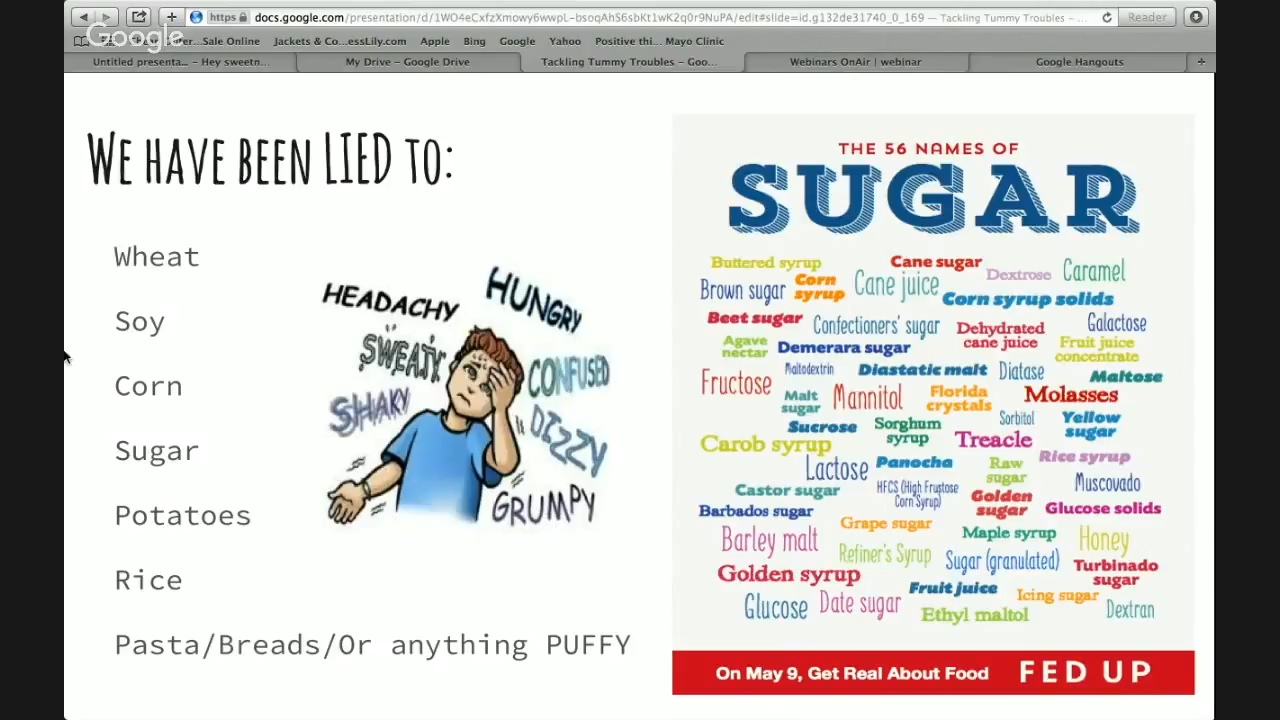 https docs.google.com/presentation/d/1WO4eCxfzXmowy6wwpL-bsoqAhS6sbKt1wK2q0r9NuPA/edit#slide=id.g132de31740_0_169 — Tackling Tummy Troubles – ...
Reader
Google
Sale Online Jackets & Co...essLily.com Apple Bing Google Yahoo Positive thi... Mayo Clinic
Untitled presenta... – Hey sweetn... My Drive – Google Drive Tackling Tummy Troubles – Goo... Webinars OnAir | webinar Google Hangouts
We have been LIED to:
Wheat
Soy
Corn
Sugar
Potatoes
Rice
Pasta/Breads/Or anything PUFFY
HEADACHY
HUNGRY
SWEATY
CONFUSED
SHAKY
DIZZY
GRUMPY
THE 56 NAMES OF
SUGAR
Buttered syrup
Cane sugar
Dextrose
Caramel
Brown sugar
Corn
syrup
Cane juice
Corn syrup solids
Beet sugar
Confectioners' sugar
Dehydrated
cane juice
Galactose
Agave
nectar
Demerara sugar
Fruit juice
concentrate
Fructose
Maltodextrin
Diastatic malt
Diatase
Maltose
Malt
sugar
Mannitol
Florida
crystals
Molasses
Sucrose
Sorghum
syrup
Sorbitol
Yellow
sugar
Carob syrup
Treacle
Lactose
Panocha
Raw
sugar
Rice syrup
Castor sugar
HFCS (High Fructose
Corn Syrup)
Golden
sugar
Muscovado
Barbados sugar
Grape sugar
Glucose solids
Barley malt
Refiner's Syrup
Maple syrup
Honey
Golden syrup
Sugar (granulated)
Turbinado
sugar
Fruit juice
Icing sugar
Glucose
Date sugar
Ethyl maltol
Dextran
On May 9, Get Real About Food FED UP